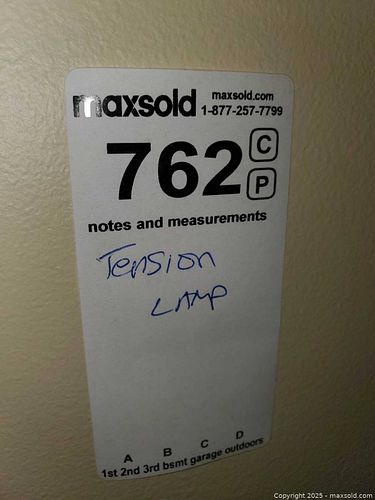 maxsold maxsold.com
1-877-257-7799
762 C
P
notes and measurements
Tension
LAMP
A B C D
1st 2nd 3rd bsmt garage outdoors
Copyright 2025 - maxsold.com